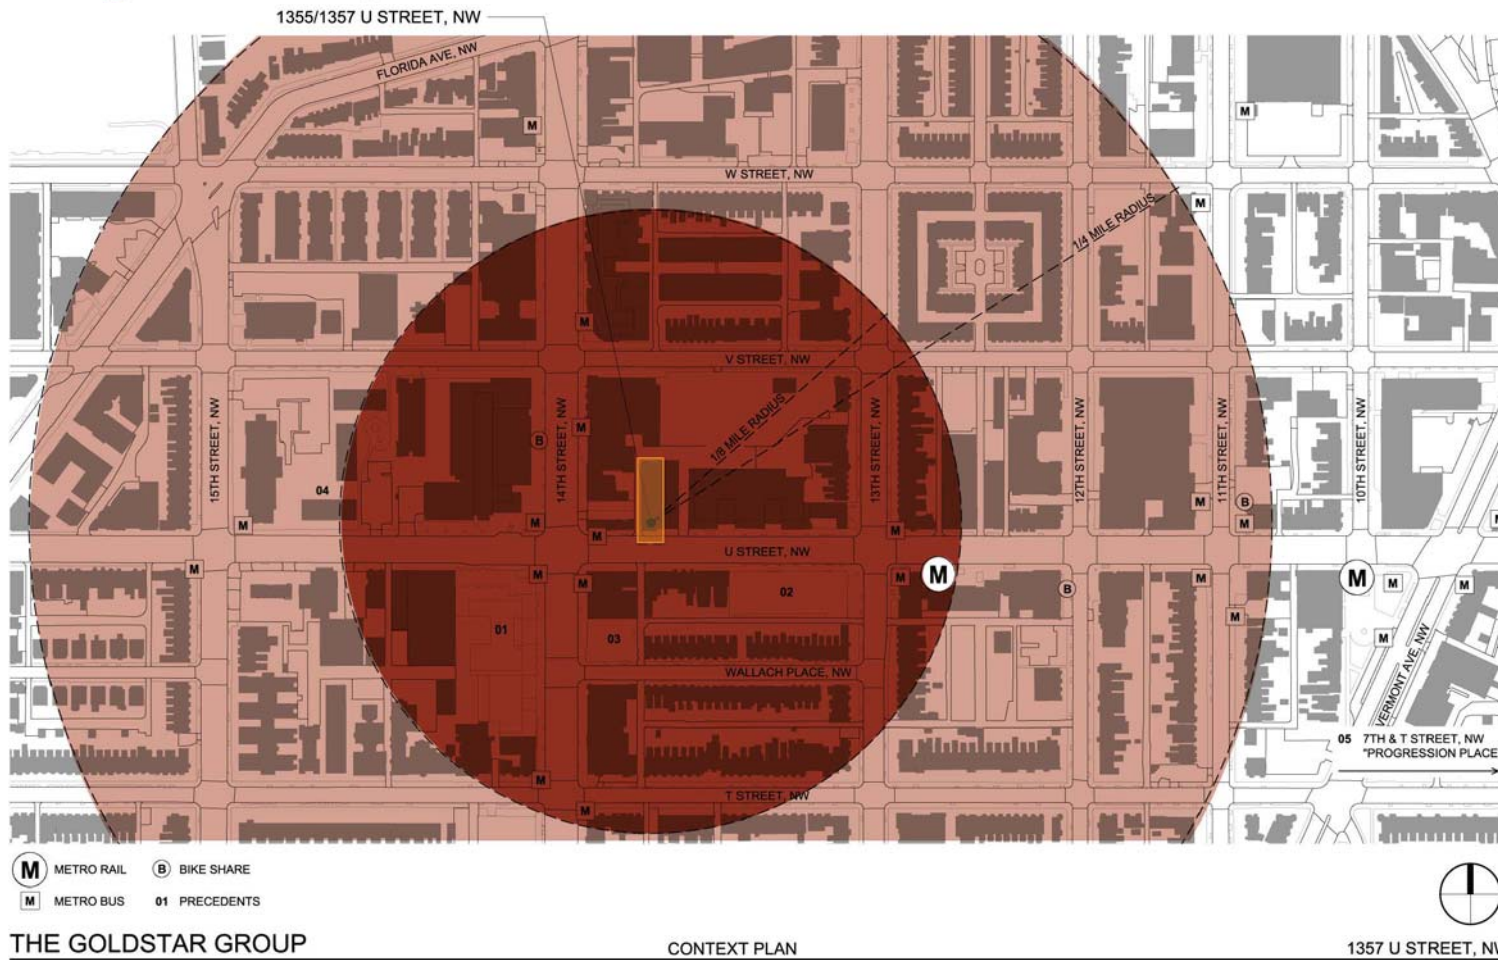 1355/1357 U STREET, NW
FLORIDA AVE, NW
M
M
W STREET, NW
M
1/4 MILE RADIUS
M
V STREET, NW
1/8 MILE RADIUS
15TH STREET, NW
14TH STREET, NW
13TH STREET, NW
12TH STREET, NW
11TH STREET, NW
10TH STREET, NW
M
B
04
M
M
M
M
M
B
M
M
U STREET, NW
M
M
M
M
M
02
B
M
M
M
M
M
01
03
M
WALLACH PLACE, NW
VERMONT AVE, NW
05 7TH & T STREET, NW
"PROGRESSION PLACE
M
T STREET, NW
M
M METRO RAIL
B BIKE SHARE
M METRO BUS
01 PRECEDENTS
THE GOLDSTAR GROUP
CONTEXT PLAN
1357 U STREET, NW